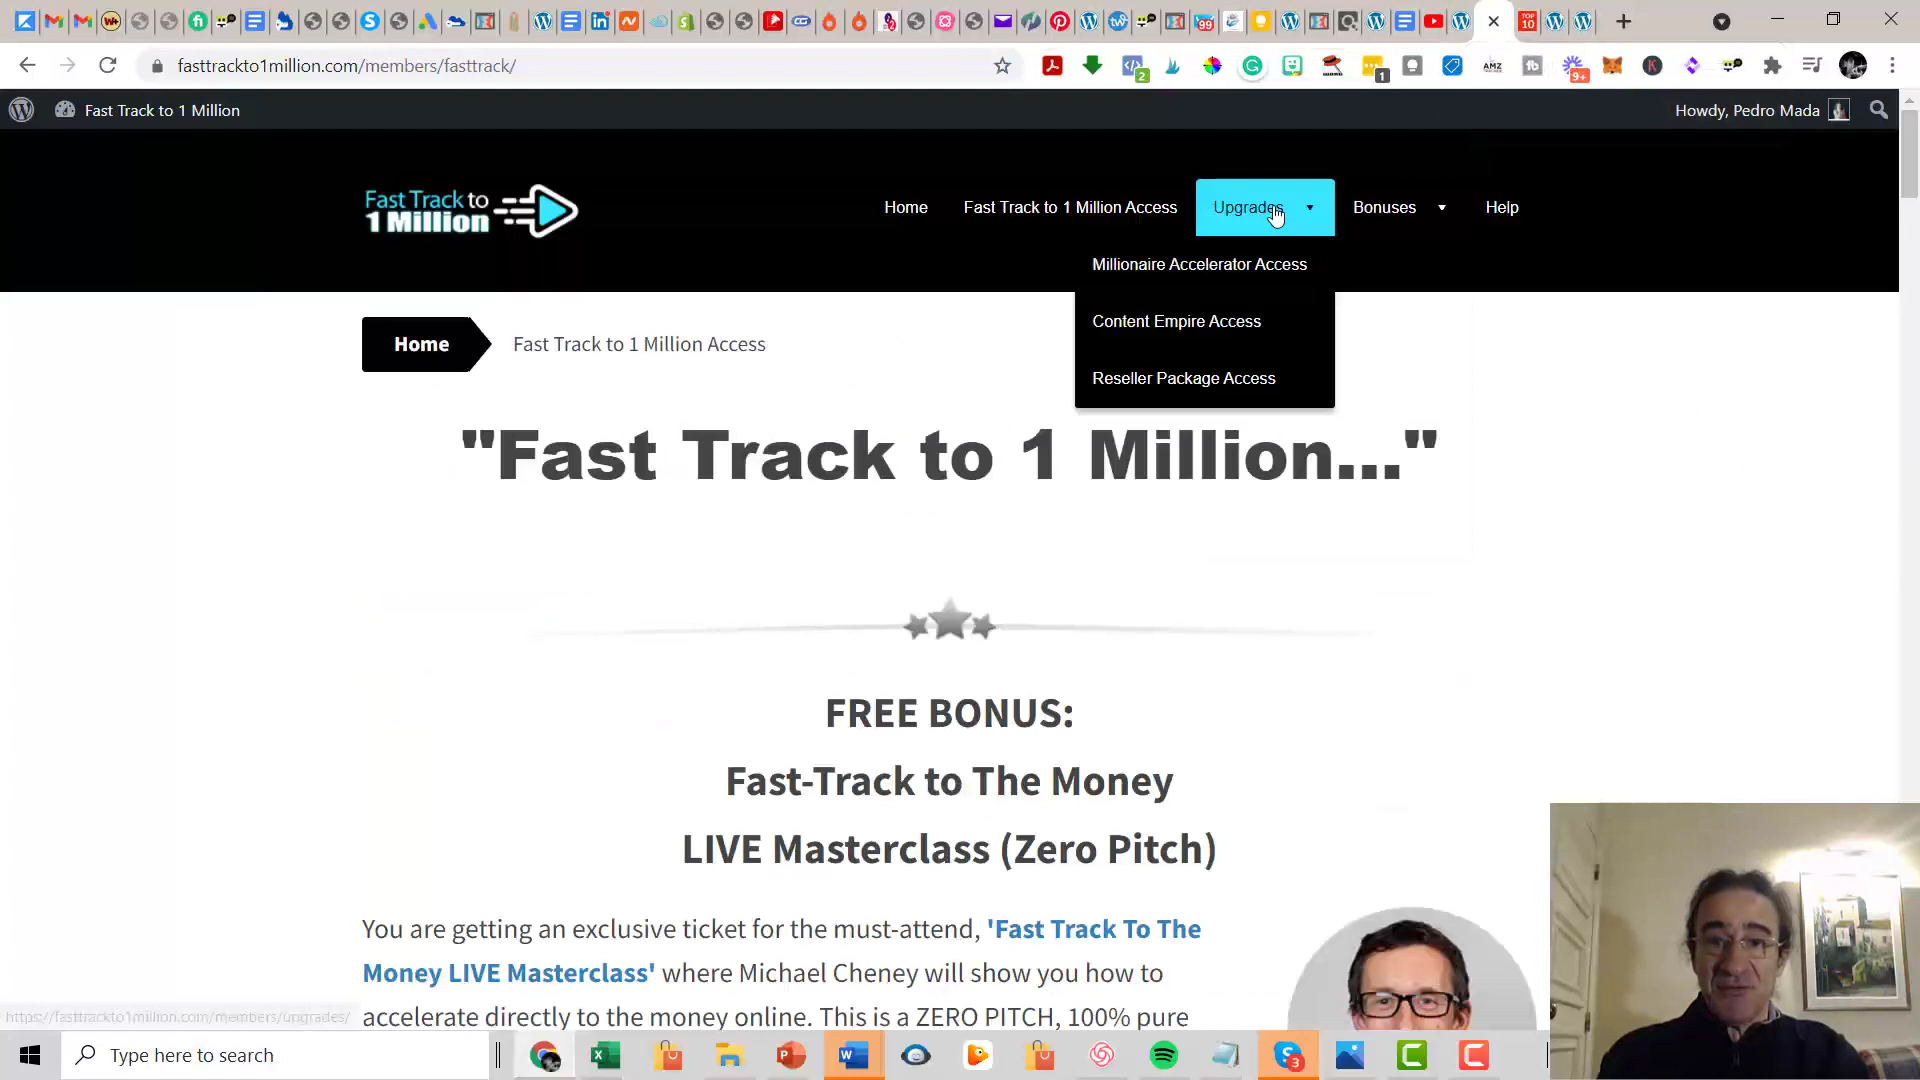 fasttrackto1million.com/members/fasttrack/
Fast Track to 1 Million
Howdy, Pedro Mada
Fast Track to
1 Million
Home
Fast Track to 1 Million Access
Upgrades
Bonuses
Help
Millionaire Accelerator Access
Content Empire Access
Reseller Package Access
Home
Fast Track to 1 Million Access
"Fast Track to 1 Million..."
FREE BONUS:
Fast-Track to The Money
LIVE Masterclass (Zero Pitch)
You are getting an exclusive ticket for the must-attend, 'Fast Track To The
Money LIVE Masterclass' where Michael Cheney will show you how to
accelerate directly to the money online. This is a ZERO PITCH, 100% pure
https://fasttrackto1million.com/members/upgrades/
Type here to search